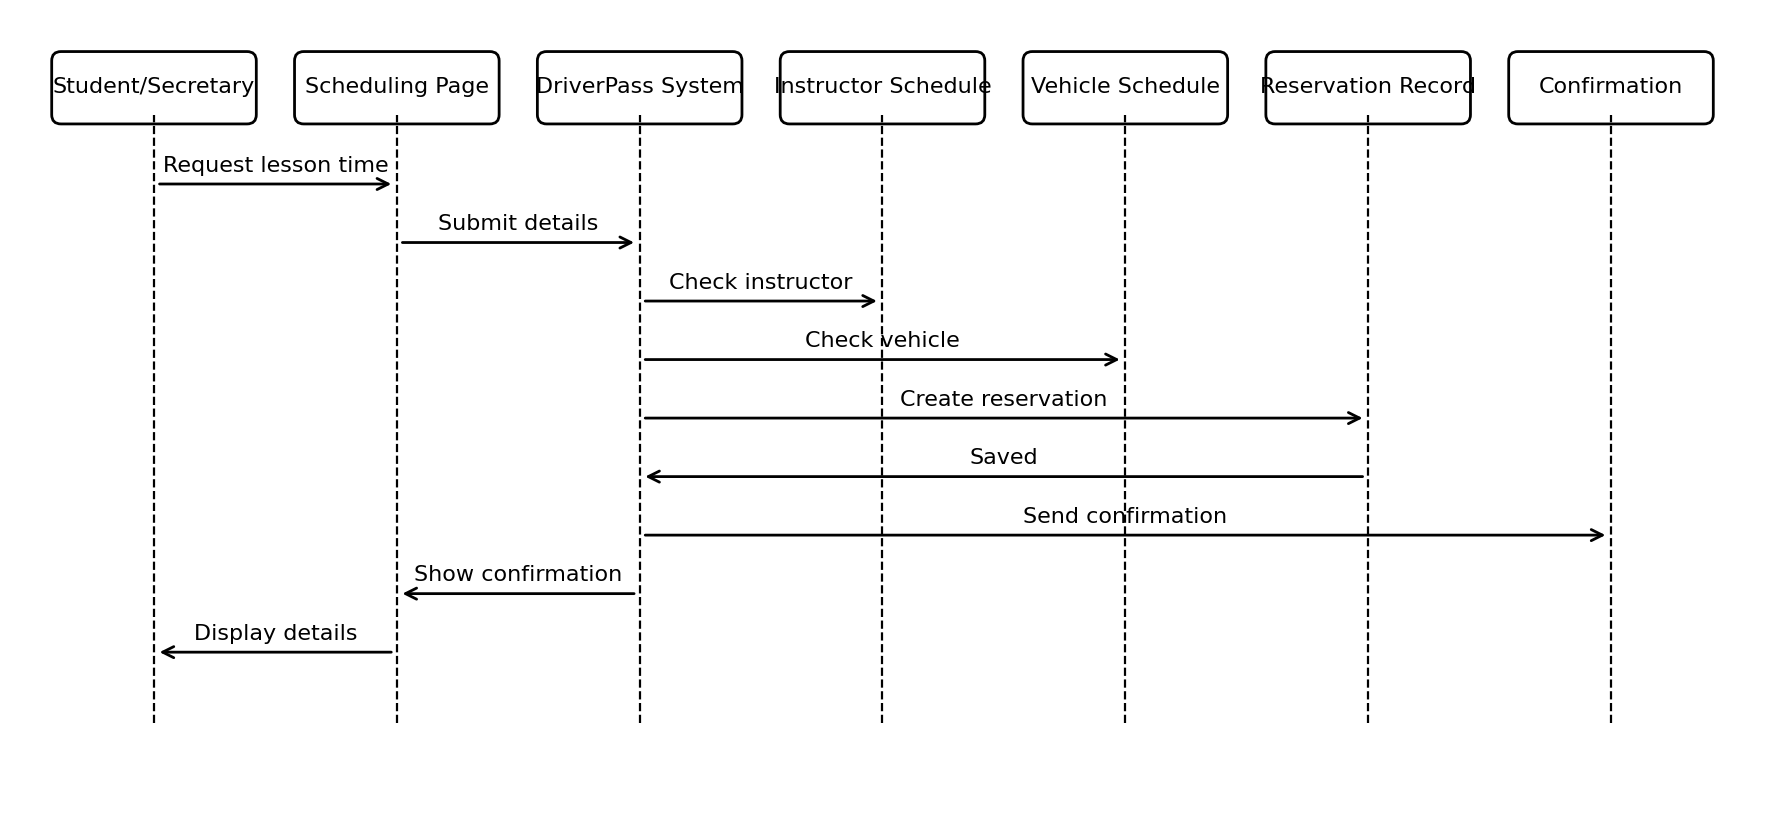 Student/Secretary
Scheduling Page
DriverPass System
Instructor Schedule
Vehicle Schedule
Reservation Record
Confirmation
Request lesson time
Submit details
Check instructor
Check vehicle
Create reservation
Saved
Send confirmation
Show confirmation
Display details